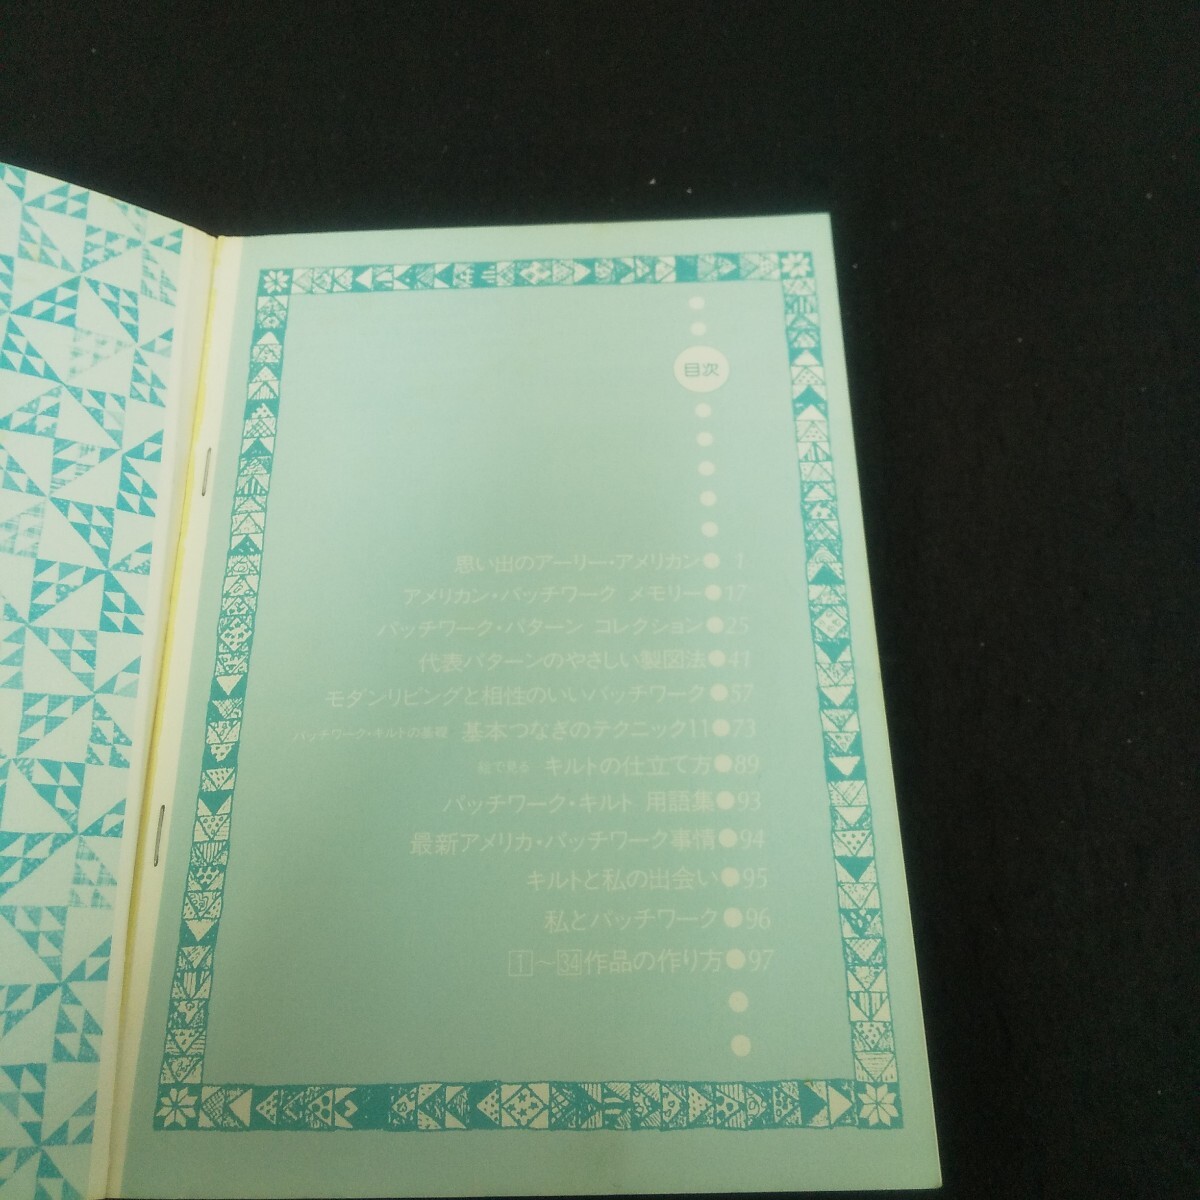 目次
思い出のアーリー・アメリカン●1
アメリカン・パッチワーク メモリー●17
パッチワーク・パターン コレクション●25
代表パターンのやさしい製図法●41
モダンリビングと相性のいいパッチワーク●57
パッチワーク・キルトの基礎 基本つなぎのテクニック11●73
絵で見る キルトの仕立て方●89
パッチワーク・キルト 用語集●93
最新アメリカ・パッチワーク事情●94
キルトと私の出会い●95
私とパッチワーク●96
1〜34作品の作り方●97